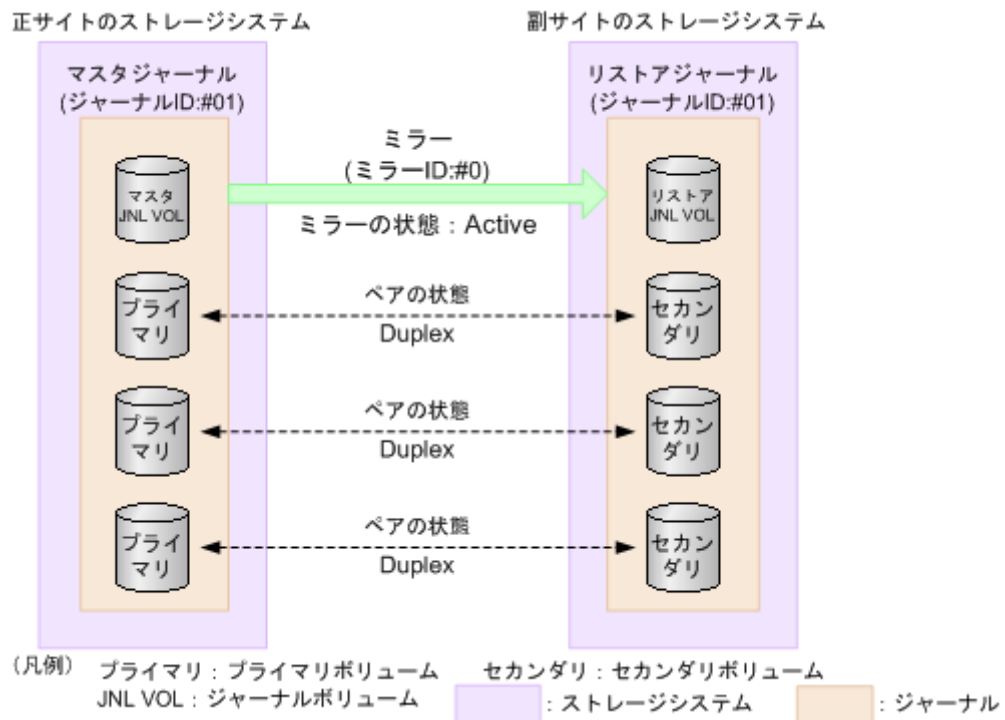 正サイトのストレージシステム
副サイトのストレージシステム
マスタジャーナル
(ジャーナルID:#01)
リストアジャーナル
(ジャーナルID:#01)
ミラー
(ミラーID:#0)
ミラーの状態：Active
マスタ
JNL VOL
リストア
JNL VOL
プライ
マリ
ペアの状態
Duplex
セカン
ダリ
プライ
マリ
ペアの状態
Duplex
セカン
ダリ
プライ
マリ
ペアの状態
Duplex
セカン
ダリ
(凡例)
プライマリ：プライマリボリューム
セカンダリ：セカンダリボリューム
JNL VOL：ジャーナルボリューム
：ストレージシステム
：ジャーナル